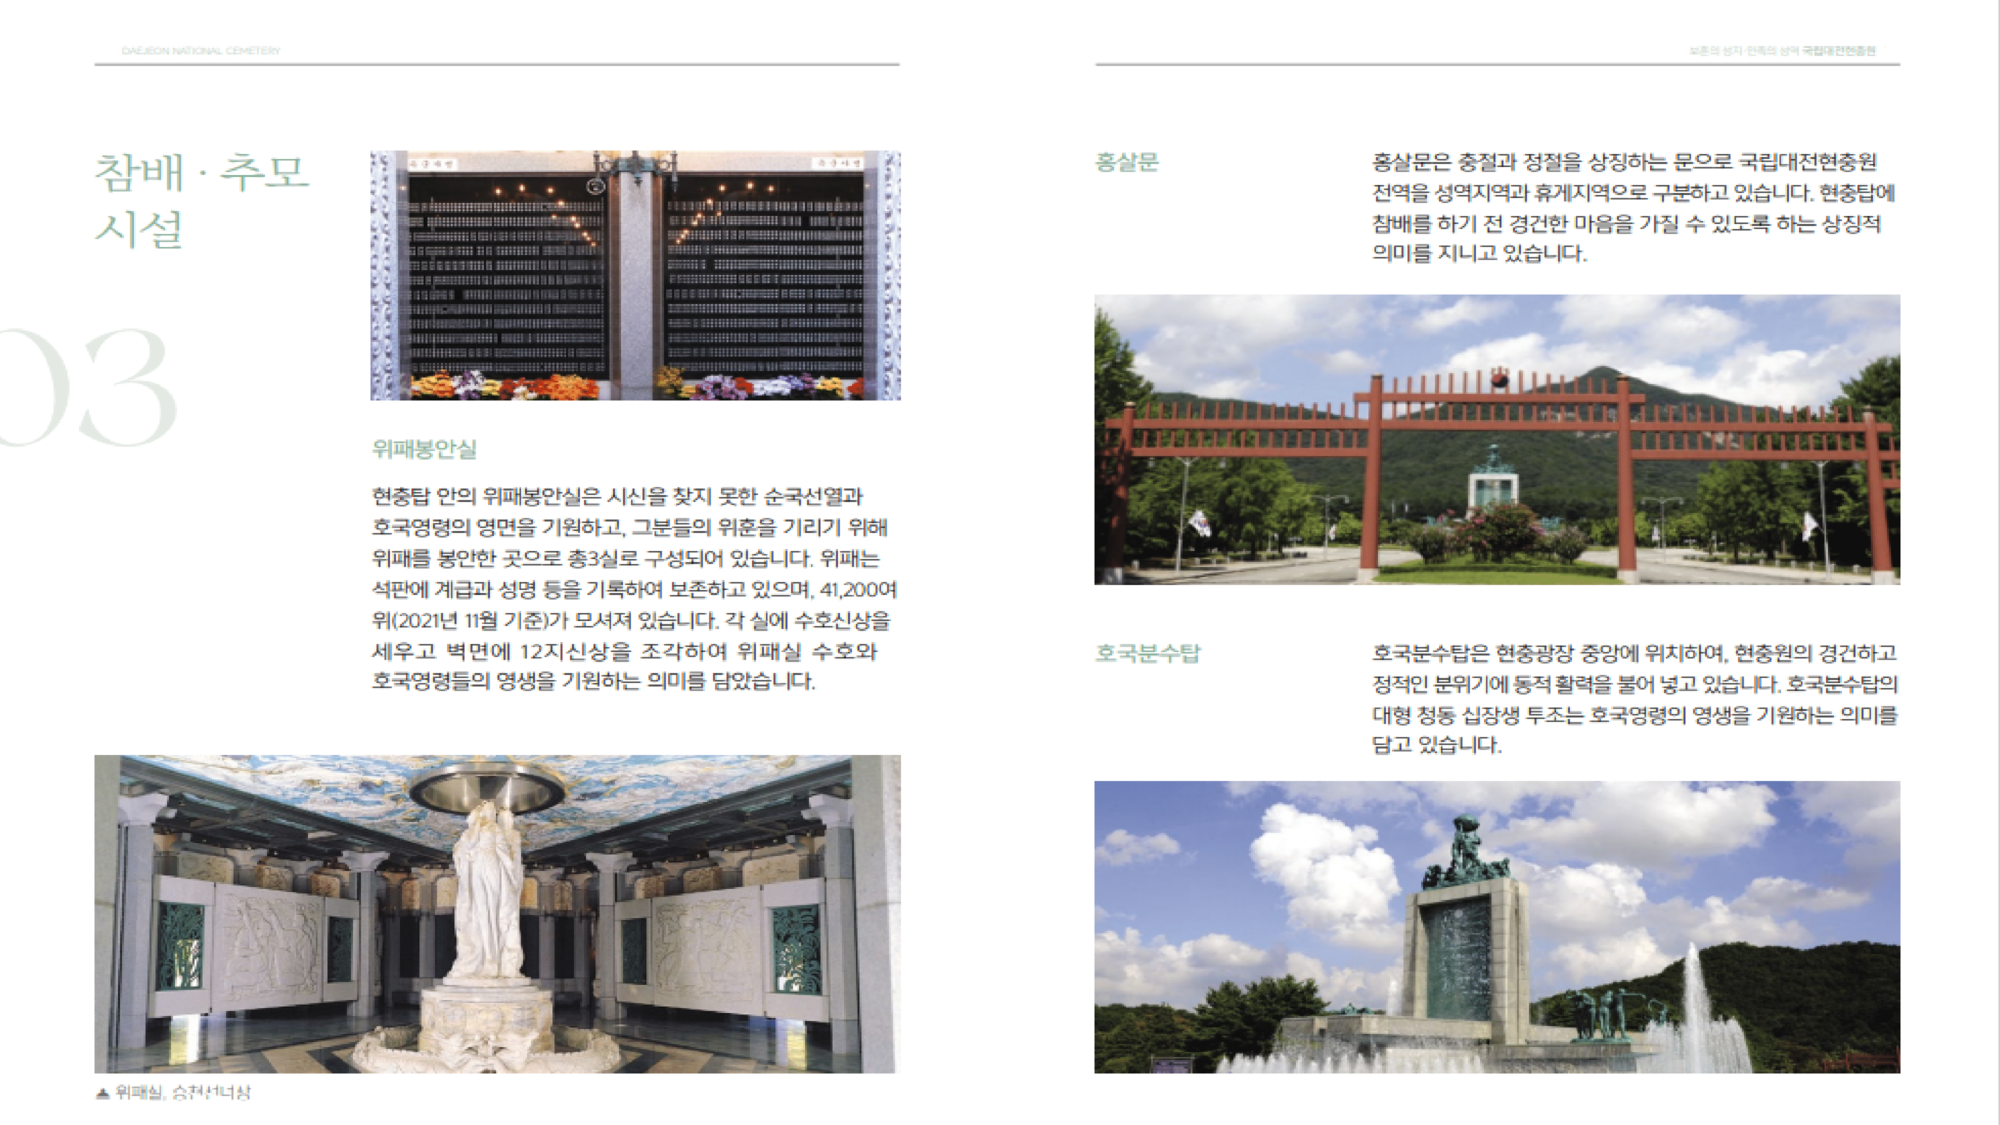 DAEJEON NATIONAL CEMETERY
참배 · 추모
시설
03
위패봉안실
현충탑 안의 위패봉안실은 시신을 찾지 못한 순국선열과
호국영령의 영면을 기원하고, 그분들의 위훈을 기리기 위해
위패를 봉안한 곳으로 총3실로 구성되어 있습니다. 위패는
석판에 계급과 성명 등을 기록하여 보존하고 있으며, 41,200여
위(2021년 11월 기준)가 모셔져 있습니다. 각 실에 수호신상을
세우고 벽면에 12지신상을 조각하여 위패실 수호와
호국영령들의 영생을 기원하는 의미를 담았습니다.
▲ 위패실, 승천선녀상
보훈의 성지·민족의 성역 국립대전현충원
홍살문
홍살문은 충절과 정절을 상징하는 문으로 국립대전현충원
전역을 성역지역과 휴게지역으로 구분하고 있습니다. 현충탑에
참배를 하기 전 경건한 마음을 가질 수 있도록 하는 상징적
의미를 지니고 있습니다.
호국분수탑
호국분수탑은 현충광장 중앙에 위치하여, 현충원의 경건하고
정적인 분위기에 동적 활력을 불어 넣고 있습니다. 호국분수탑의
대형 청동 십장생 투조는 호국영령의 영생을 기원하는 의미를
담고 있습니다.